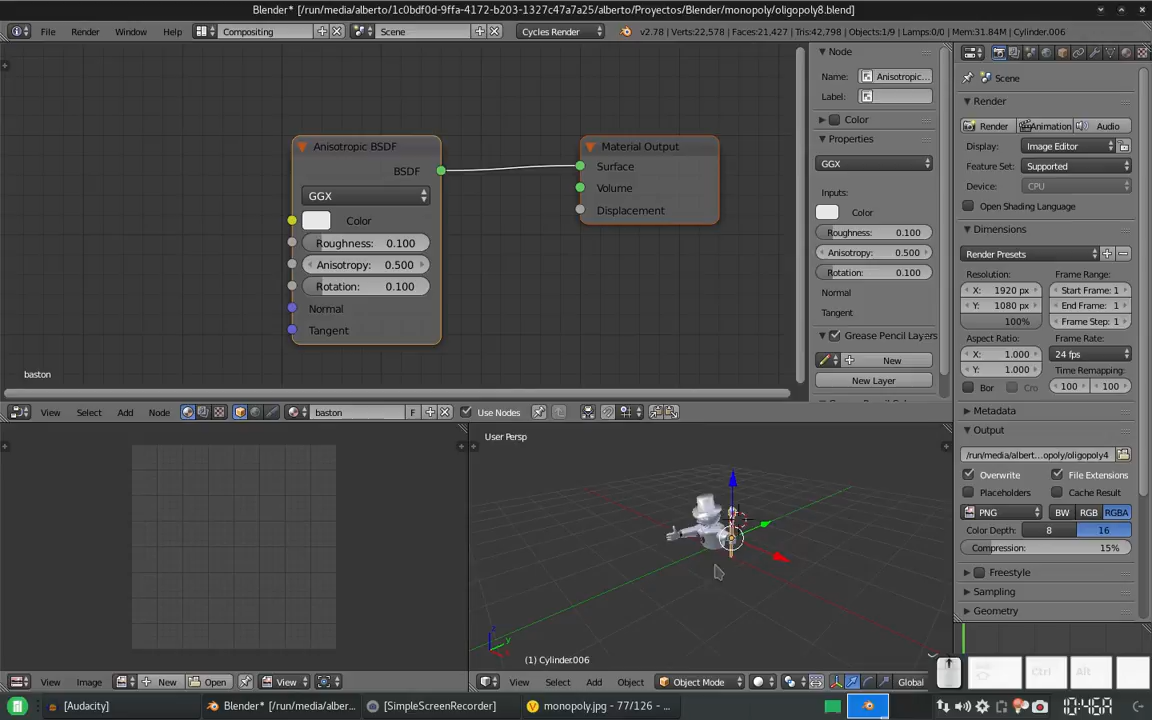 Blender* [/run/media/alberto/1c0bdf0d-9ffa-4172-b203-1327c47a7a25/alberto/Proyectos/Blender/monopoly/oligopoly8.blend]
File Render Window Help Compositing Scene Cycles Render v2.78 | Verts:22,578 | Faces:21,427 | Tris:42,798 | Objects:1/9 | Lamps:0/0 | Mem:31.84M | Cylinder.006
Anisotropic BSDF
BSDF
GGX
Color
Roughness: 0.100
Anisotropy: 0.500
Rotation: 0.100
Normal
Tangent
Material Output
Surface
Volume
Displacement
baston
Node
Name: Anisotropic...
Label:
Color
Properties
GGX
Inputs:
Color
Roughness: 0.100
Anisotropy: 0.500
Rotation: 0.100
Normal
Tangent
Grease Pencil Layers
New
New Layer
Scene
Render
Render Animation Audio
Display: Image Editor
Feature Set: Supported
Device: CPU
Open Shading Language
Dimensions
Render Presets
Resolution: Frame Range:
X: 1920 px Start Frame: 1
Y: 1080 px End Frame: 1
100% Frame Step: 1
Aspect Ratio: Frame Rate:
X: 1.000 24 fps
Y: 1.000 Time Remapping:
Bor Cro 100 100
Metadata
Output
/run/media/albert...opoly/oligopoly4
Overwrite File Extensions
Placeholders Cache Result
PNG BW RGB RGBA
Color Depth: 8 16
Compression: 15%
Freestyle
Sampling
Geometry
View Select Add Node baston F Use Nodes
User Persp
(1) Cylinder.006
View Image New Open View
View Select Add Object Object Mode Global
Ctrl Alt
[Audacity] Blender* [/run/media/alber... [SimpleScreenRecorder] monopoly.jpg - 77/126 - ...